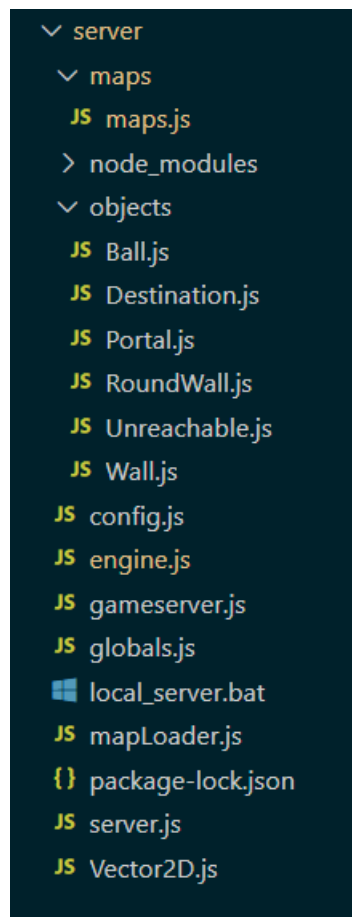 server
maps
JS maps.js
node_modules
objects
JS Ball.js
JS Destination.js
JS Portal.js
JS RoundWall.js
JS Unreachable.js
JS Wall.js
JS config.js
JS engine.js
JS gameserver.js
JS globals.js
local_server.bat
JS mapLoader.js
{} package-lock.json
JS server.js
JS Vector2D.js